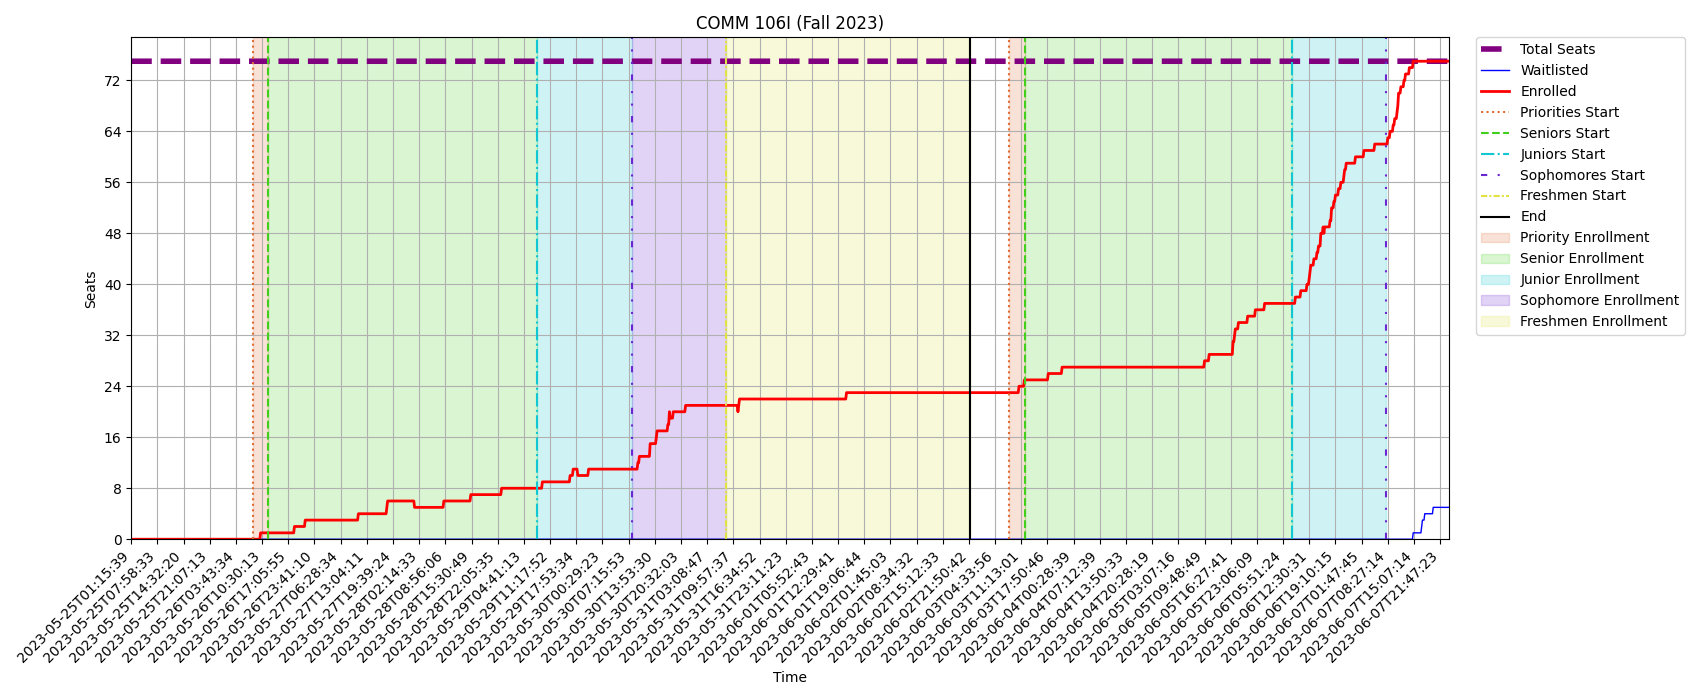 COMM 106I (Fall 2023)
Seats
72
64
56
48
40
32
24
16
8
0
2023-05-25T01:15:39
2023-05-25T07:58:33
2023-05-25T14:32:20
2023-05-25T21:07:13
2023-05-26T03:43:34
2023-05-26T10:30:13
2023-05-26T17:05:55
2023-05-26T23:41:10
2023-05-27T06:28:34
2023-05-27T13:04:11
2023-05-27T19:39:24
2023-05-28T02:14:33
2023-05-28T08:56:06
2023-05-28T15:30:49
2023-05-28T22:05:35
2023-05-29T04:41:13
2023-05-29T11:17:52
2023-05-29T17:53:34
2023-05-30T00:29:23
2023-05-30T07:15:53
2023-05-30T13:53:30
2023-05-30T20:32:03
2023-05-31T03:08:47
2023-05-31T09:57:37
2023-05-31T16:34:52
2023-05-31T23:11:23
2023-06-01T05:52:43
2023-06-01T12:29:41
2023-06-01T19:06:44
2023-06-02T01:45:03
2023-06-02T08:34:32
2023-06-02T15:12:33
2023-06-02T21:50:42
2023-06-03T04:33:56
2023-06-03T11:13:01
2023-06-03T17:50:46
2023-06-04T00:28:39
2023-06-04T07:12:39
2023-06-04T13:50:33
2023-06-04T20:28:19
2023-06-05T03:07:16
2023-06-05T09:48:49
2023-06-05T16:27:41
2023-06-05T23:06:09
2023-06-06T05:51:24
2023-06-06T12:30:31
2023-06-06T19:10:15
2023-06-07T01:47:45
2023-06-07T08:27:14
2023-06-07T15:07:14
2023-06-07T21:47:23
Time
Total Seats
Waitlisted
Enrolled
Priorities Start
Seniors Start
Juniors Start
Sophomores Start
Freshmen Start
End
Priority Enrollment
Senior Enrollment
Junior Enrollment
Sophomore Enrollment
Freshmen Enrollment